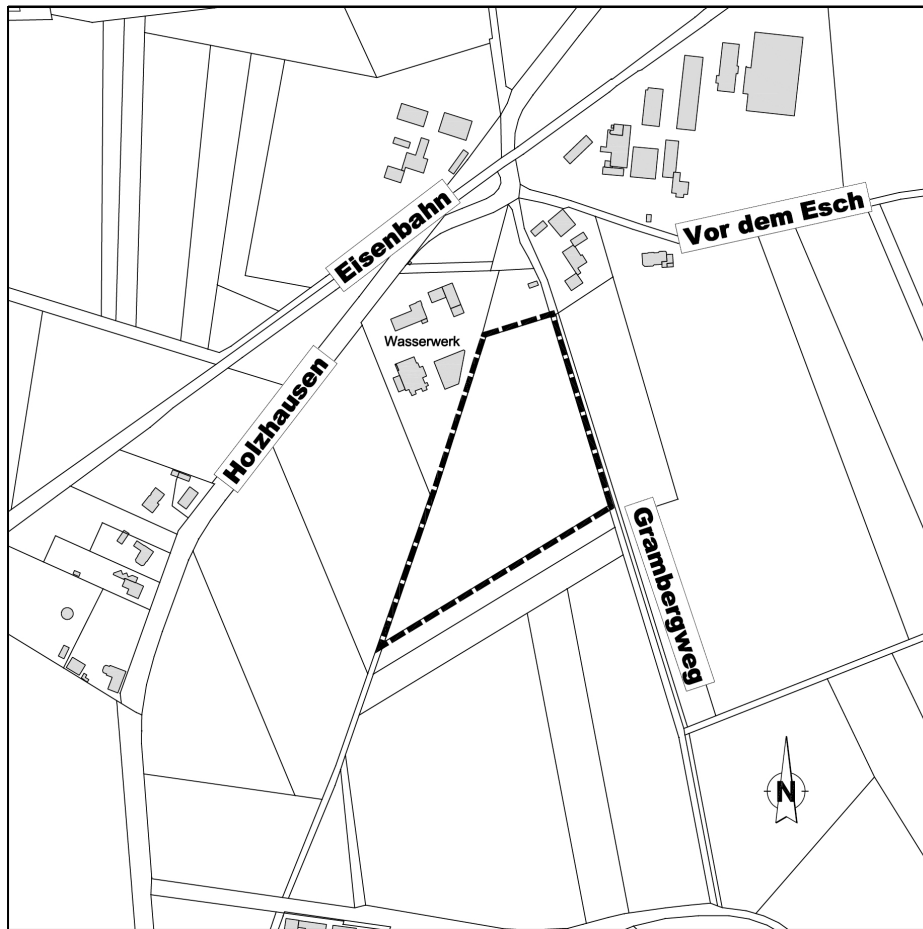 Vor dem Esch
Eisenbahn
Wasserwerk
Holzhausen
Grambergweg
N